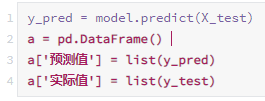 1 y_pred = model.predict(X_test)
2 a = pd.DataFrame()
3 a['预测值'] = list(y_pred)
4 a['实际值'] = list(y_test)